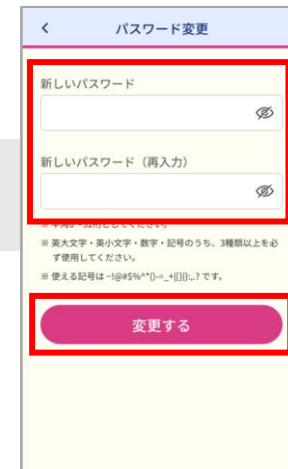 パスワード変更
新しいパスワード
新しいパスワード（再入力）
※ 英大文字・英小文字・数字・記号のうち、3種類以上を必
ず使用してください。
※ 使える記号は ~!@#$%^*()-=_+[]{}:;,.? です。
変更する